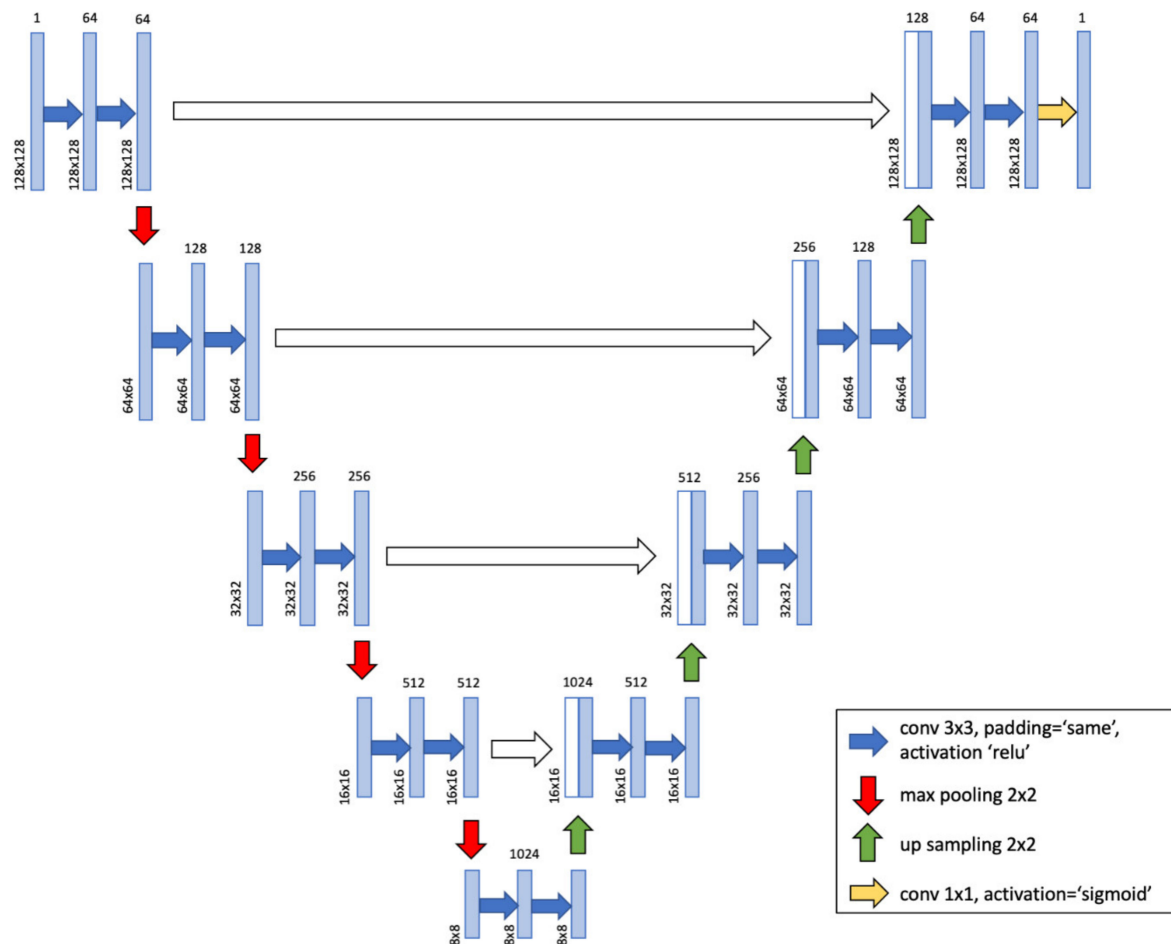 1
64
64
128
64
64
1
128x128
128x128
128x128
128x128
128x128
128x128
128
128
256
128
64x64
64x64
64x64
64x64
64x64
64x64
256
256
512
256
32x32
32x32
32x32
32x32
32x32
32x32
512
512
1024
512
16x16
16x16
16x16
16x16
16x16
16x16
1024
8x8
8x8
8x8
conv 3x3, padding=‘same’,
activation ‘relu’
max pooling 2x2
up sampling 2x2
conv 1x1, activation=‘sigmoid’